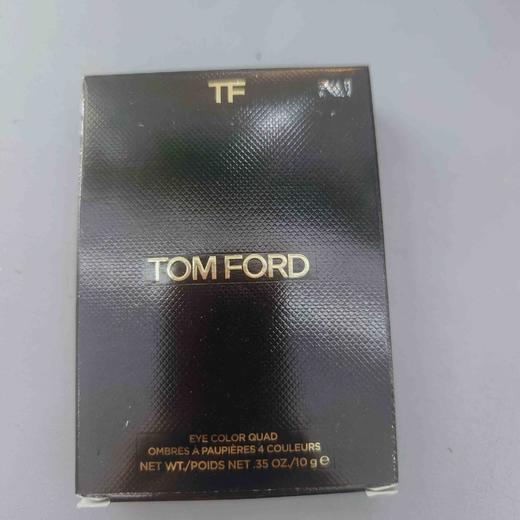 TF
TOM FORD
EYE COLOR QUAD
OMBRES À PAUPIÈRES 4 COULEURS
NET WT./POIDS NET .35 OZ./10 g ℮